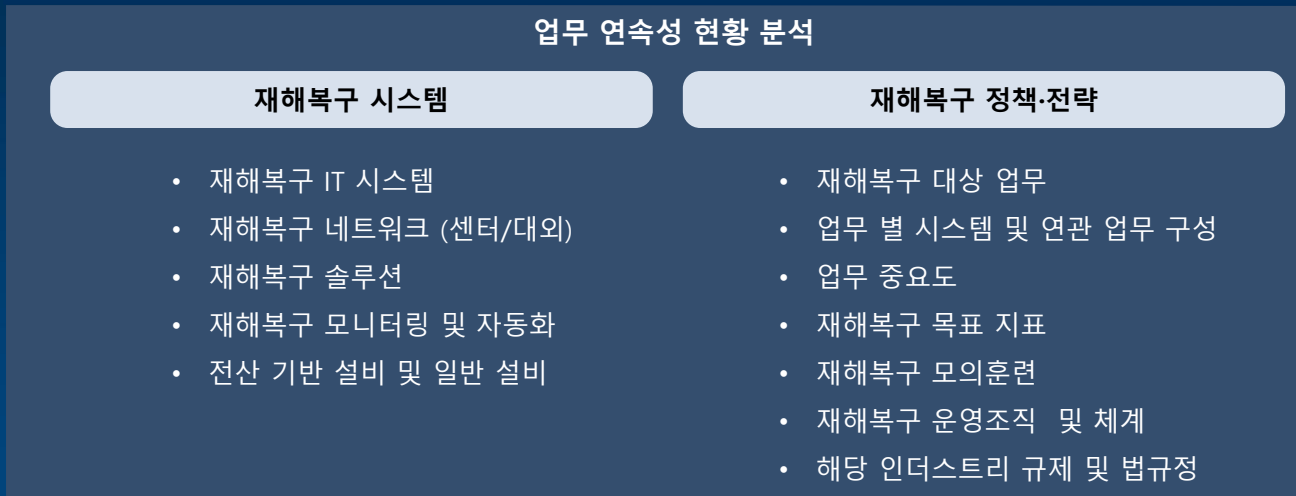 업무 연속성 현황 분석
재해복구 시스템
• 재해복구 IT 시스템
• 재해복구 네트워크 (센터/대외)
• 재해복구 솔루션
• 재해복구 모니터링 및 자동화
• 전산 기반 설비 및 일반 설비
재해복구 정책·전략
• 재해복구 대상 업무
• 업무 별 시스템 및 연관 업무 구성
• 업무 중요도
• 재해복구 목표 지표
• 재해복구 모의훈련
• 재해복구 운영조직 및 체계
• 해당 인더스트리 규제 및 법규정